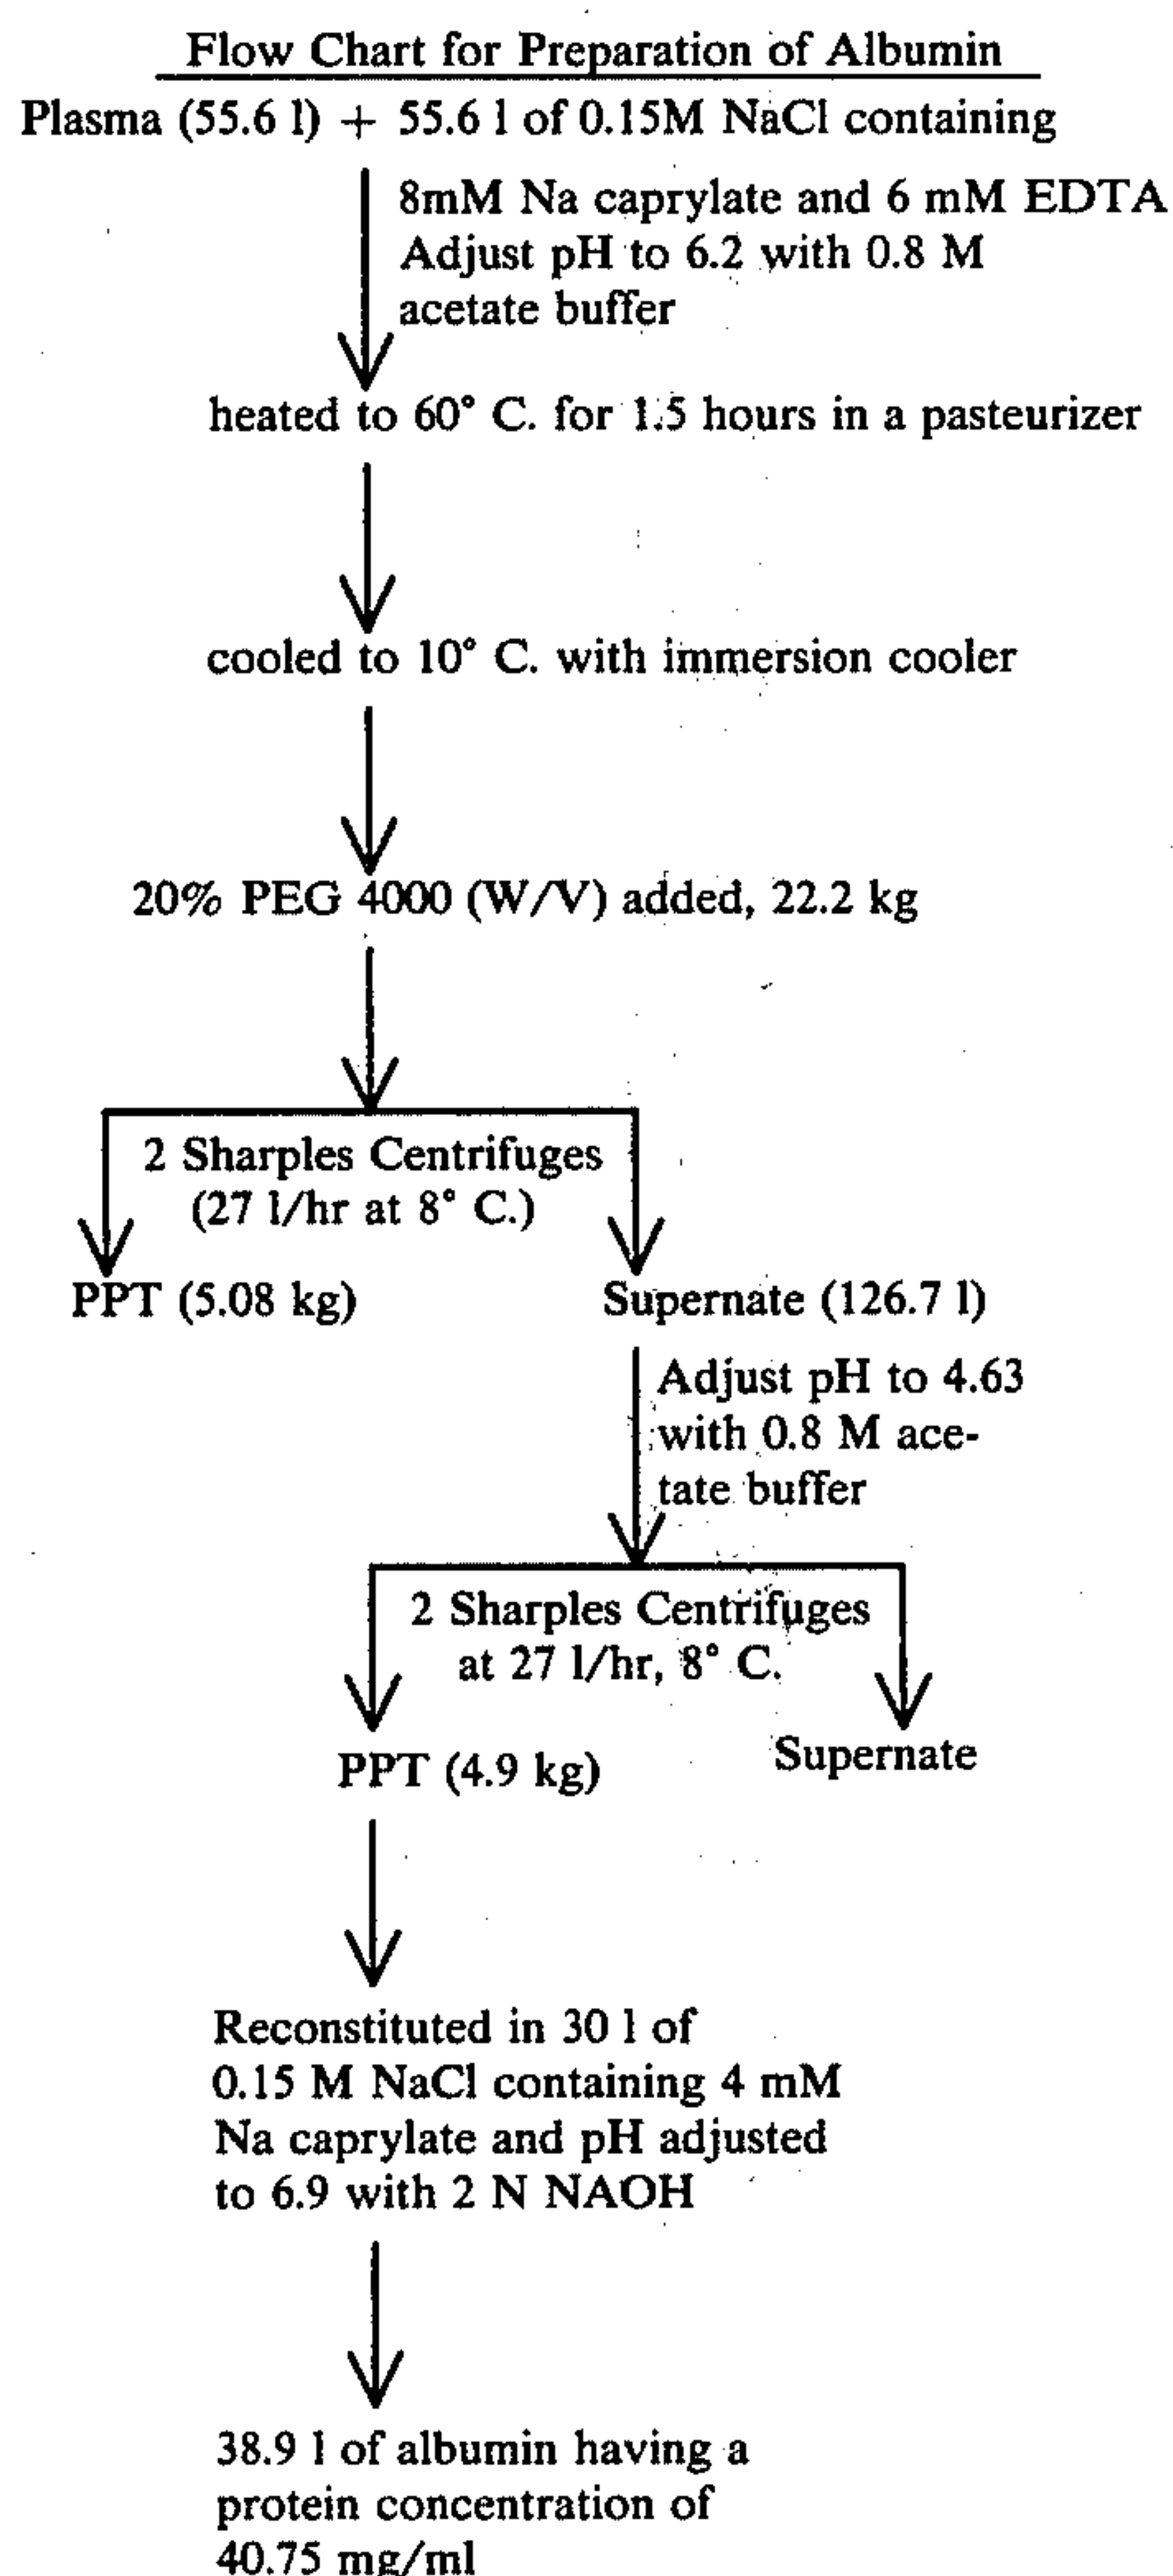 Flow Chart for Preparation of Albumin
Plasma (55.6 l) + 55.6 l of 0.15M NaCl containing
8mM Na caprylate and 6 mM EDTA
Adjust pH to 6.2 with 0.8 M
acetate buffer
heated to 60° C. for 1.5 hours in a pasteurizer
cooled to 10° C. with immersion cooler
20% PEG 4000 (W/V) added, 22.2 kg
2 Sharples Centrifuges
(27 l/hr at 8° C.)
PPT (5.08 kg)
Supernate (126.7 l)
Adjust pH to 4.63
with 0.8 M ace-
tate buffer
2 Sharples Centrifuges
at 27 l/hr, 8° C.
PPT (4.9 kg)
Supernate
Reconstituted in 30 l of
0.15 M NaCl containing 4 mM
Na caprylate and pH adjusted
to 6.9 with 2 N NAOH
38.9 l of albumin having a
protein concentration of
40.75 mg/ml